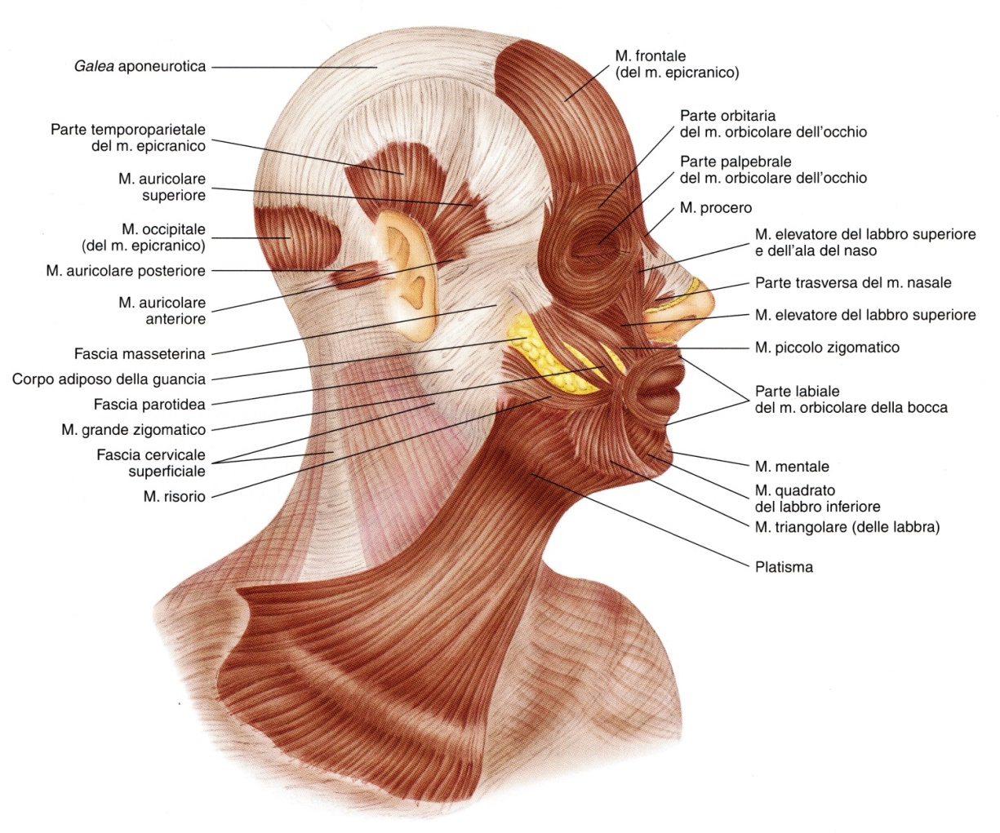 Galea aponeurotica
Parte temporoparietale
del m. epicranico
M. auricolare
superiore
M. occipitale
(del m. epicranico)
M. auricolare posteriore
M. auricolare
anteriore
Fascia masseterina
Corpo adiposo della guancia
Fascia parotidea
M. grande zigomatico
Fascia cervicale
superficiale
M. risorio
M. frontale
(del m. epicranico)
Parte orbitaria
del m. orbicolare dell'occhio
Parte palpebrale
del m. orbicolare dell'occhio
M. procero
M. elevatore del labbro superiore
e dell'ala del naso
Parte trasversa del m. nasale
M. elevatore del labbro superiore
M. piccolo zigomatico
Parte labiale
del m. orbicolare della bocca
M. mentale
M. quadrato
del labbro inferiore
M. triangolare (delle labbra)
Platisma